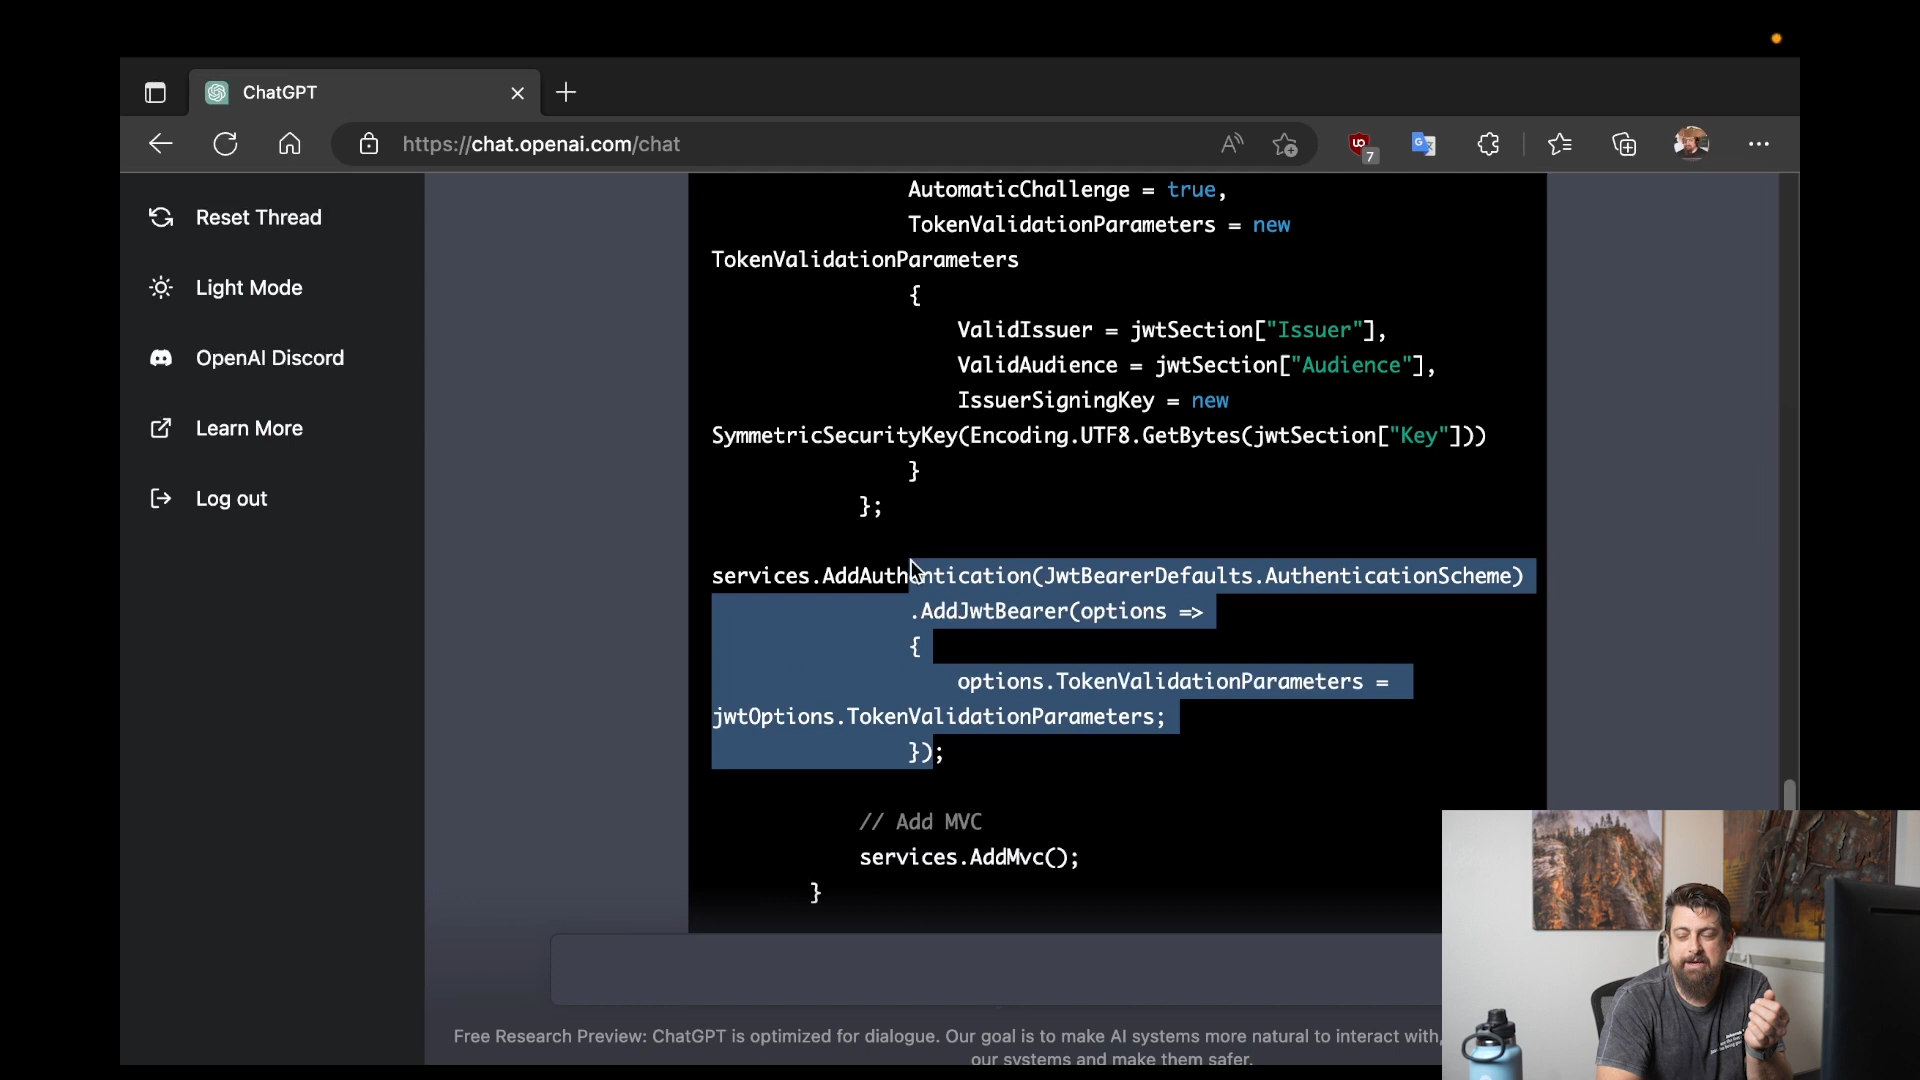 ChatGPT
https://chat.openai.com/chat
7
Reset Thread
Light Mode
OpenAI Discord
Learn More
Log out
AutomaticChallenge = true,
TokenValidationParameters = new
TokenValidationParameters
{
ValidIssuer = jwtSection["Issuer"],
ValidAudience = jwtSection["Audience"],
IssuerSigningKey = new
SymmetricSecurityKey(Encoding.UTF8.GetBytes(jwtSection["Key"]))
}
};
services.AddAuthentication(JwtBearerDefaults.AuthenticationScheme)
.AddJwtBearer(options =>
{
options.TokenValidationParameters =
jwtOptions.TokenValidationParameters;
});
// Add MVC
services.AddMvc();
}
Free Research Preview: ChatGPT is optimized for dialogue. Our goal is to make AI systems more natural to interact with,
our systems and make them safer.